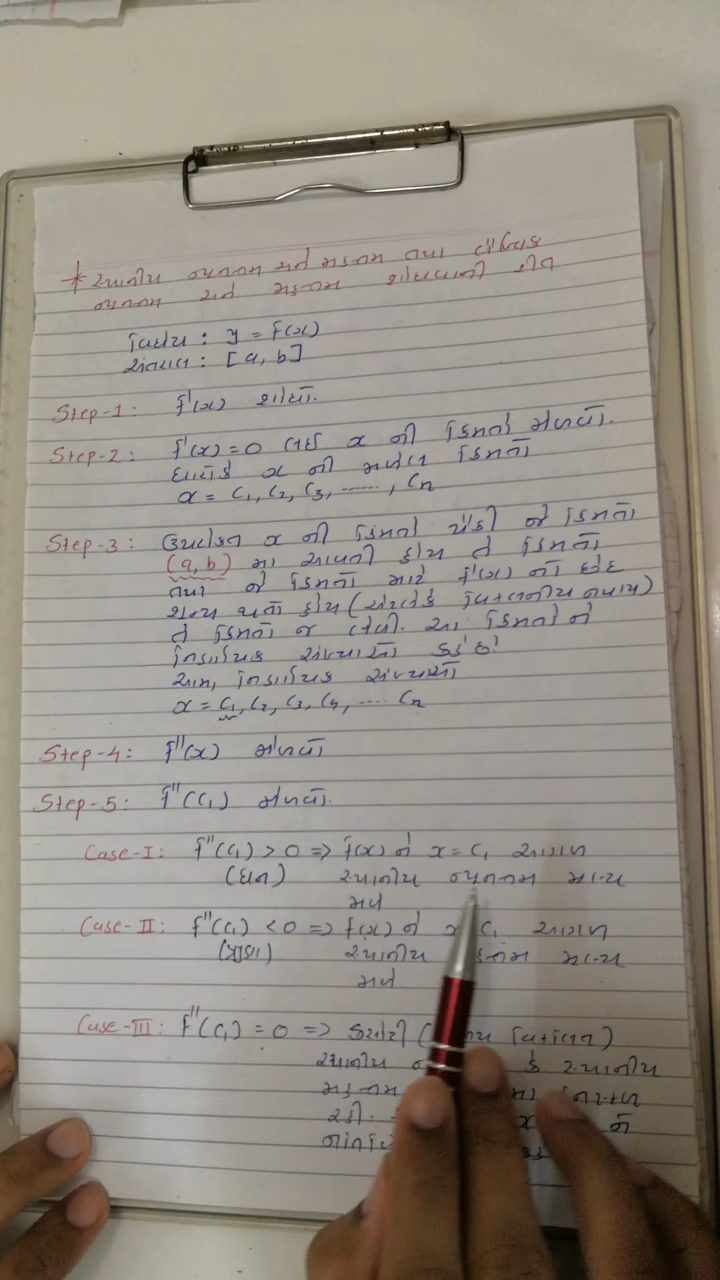 * સ્થાનીય ન્યૂનતમ અને મહત્તમ તથા વૈશ્વિક
ન્યૂનતમ અને મહત્તમ શોધવાની રીત
વિધેય : y = f(x)
અંતરાલ : [a, b]
Step-1: f'(x) શોધો.
Step-2: f'(x) = 0 લઈ x ની કિંમતો મેળવો.
ધારોકે x ની મળેલ કિંમતો
x = c₁, c₂, c₃, ......, cn
Step-3: ઉપરોક્ત x ની કિંમતો પૈકી જે કિંમતો
(a, b) મા આવતી હોય તે કિંમતો
તથા જે કિંમતો માટે f'(x) નો છેદ
શૂન્ય થતો હોય (એટલેકે વિકલનીય ન થાય)
તે કિંમતો જ લેવી. આ કિંમતો ને
નિર્ણાયક સંખ્યાઓ કહે છે
આમ, નિર્ણાયક સંખ્યાઓ
x = c₁, c₂, c₃, c₄, .... cn
Step-4: f''(x) મેળવો
Step-5: f''(c₁) મેળવો.
Case-I: f''(c₁) > 0 => f(x) ને x = c₁ આગળ
(ધન) સ્થાનીય ન્યૂનતમ મૂલ્ય
મળે
Case-II: f''(c₁) < 0 => f(x) ને x c₁ આગળ
(ઋણ) સ્થાનીય મૂલ્ય
મળે
Case-III: f''(c₁) = 0 => કસોટી
સ્થાનીય કે સ્થાનીય
મહત્તમ
x ને